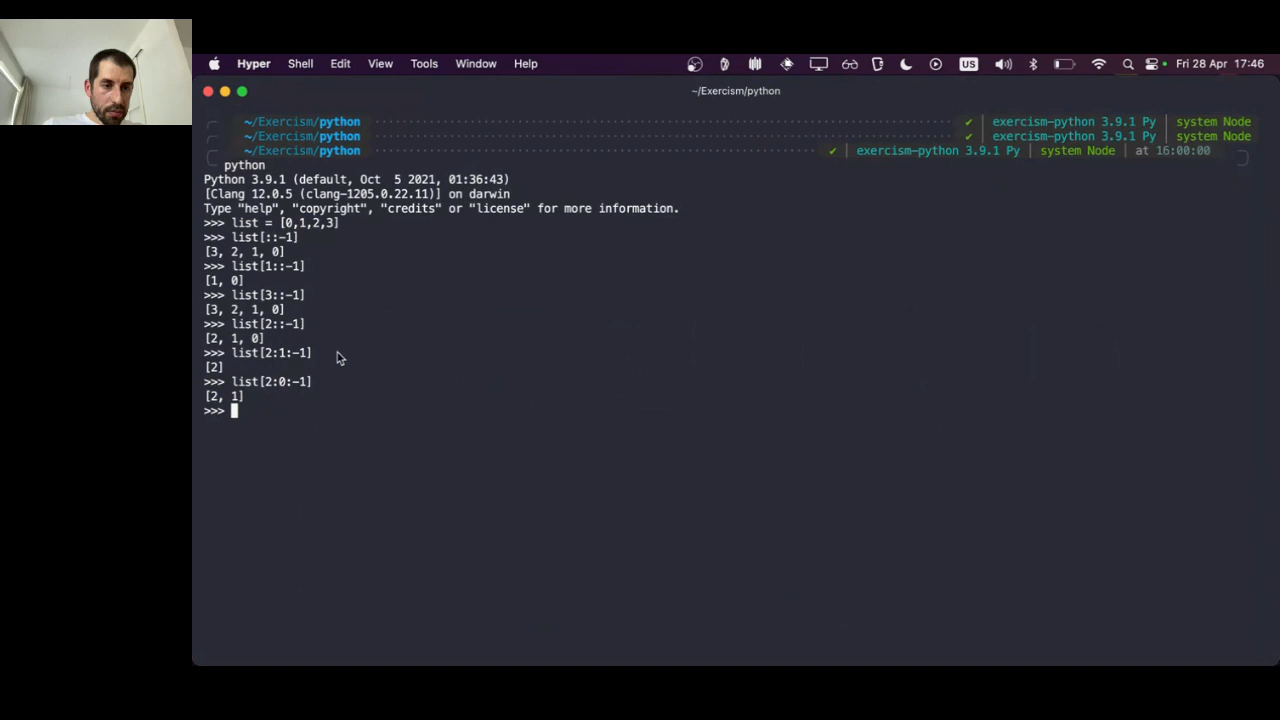 Hyper Shell Edit View Tools Window Help US Fri 28 Apr 17:46
~/Exercism/python
~/Exercism/python ✔ exercism-python 3.9.1 Py system Node
~/Exercism/python ✔ exercism-python 3.9.1 Py system Node
~/Exercism/python ✔ exercism-python 3.9.1 Py system Node at 16:00:00
python
Python 3.9.1 (default, Oct  5 2021, 01:36:43)
[Clang 12.0.5 (clang-1205.0.22.11)] on darwin
Type "help", "copyright", "credits" or "license" for more information.
>>> list = [0,1,2,3]
>>> list[::-1]
[3, 2, 1, 0]
>>> list[1::-1]
[1, 0]
>>> list[3::-1]
[3, 2, 1, 0]
>>> list[2::-1]
[2, 1, 0]
>>> list[2:1:-1]
[2]
>>> list[2:0:-1]
[2, 1]
>>>